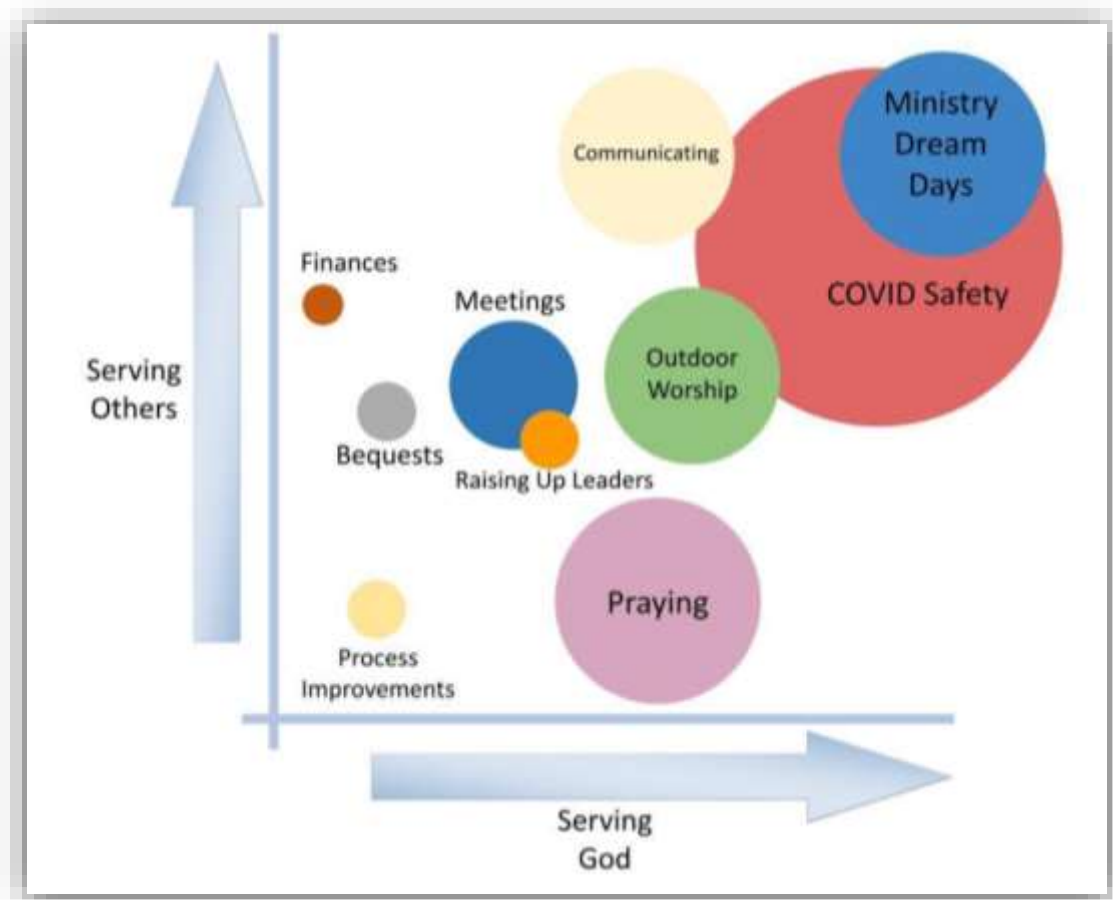 Ministry
Dream
Days
Communicating
Finances
COVID Safety
Meetings
Outdoor
Worship
Serving
Others
Bequests
Raising Up Leaders
Praying
Process
Improvements
Serving
God